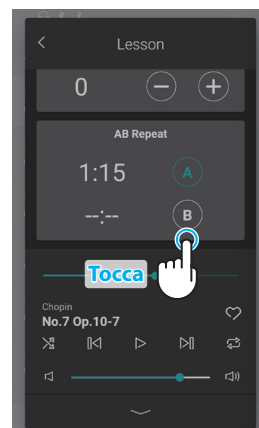 Lesson
0
AB Repeat
1:15 A
--:-- B
Tocca
Chopin
No.7 Op.10-7